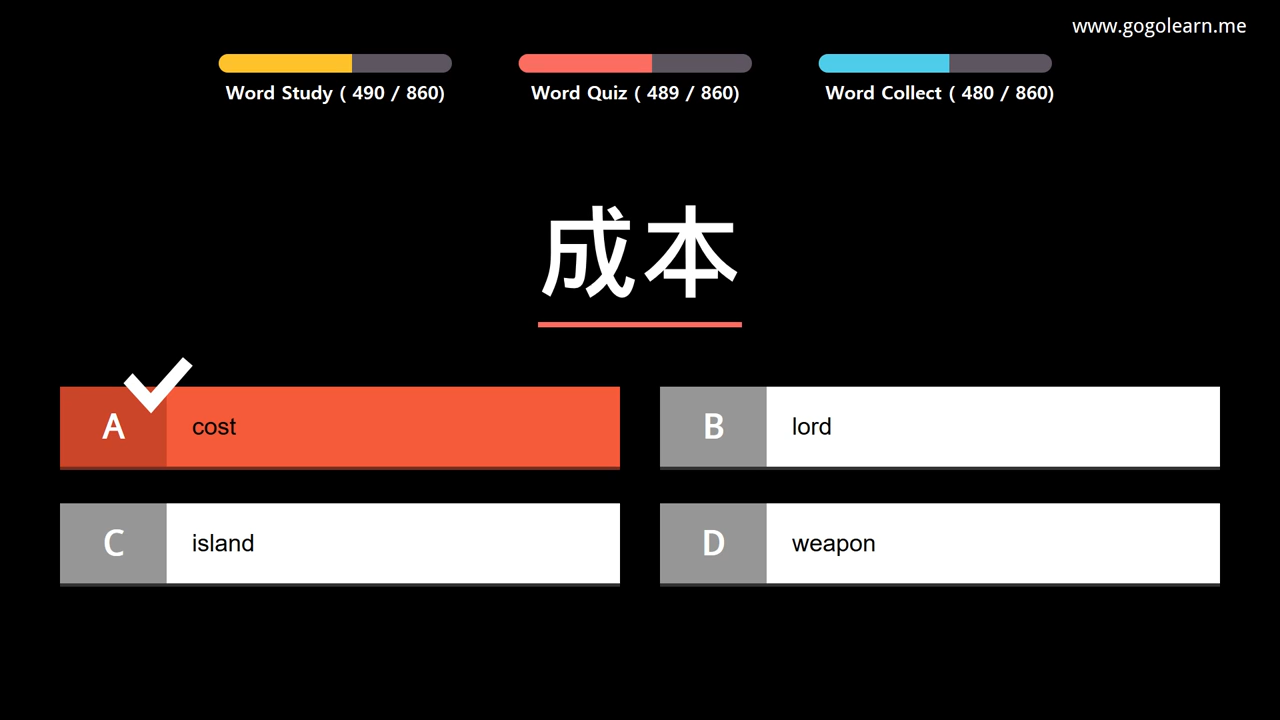 www.gogolearn.me
Word Study ( 490 / 860)
Word Quiz ( 489 / 860)
Word Collect ( 480 / 860)
成本
A cost
B lord
C island
D weapon